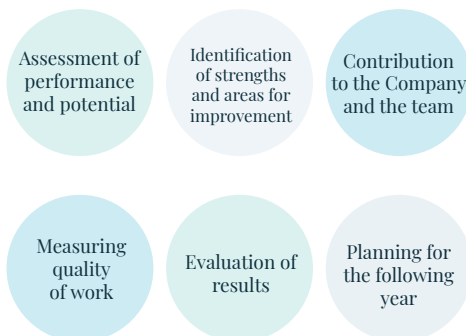 Assessment of
performance
and potential
Identification
of strengths
and areas for
improvement
Contribution
to the Company
and the team
Measuring
quality
of work
Evaluation of
results
Planning for
the following
year